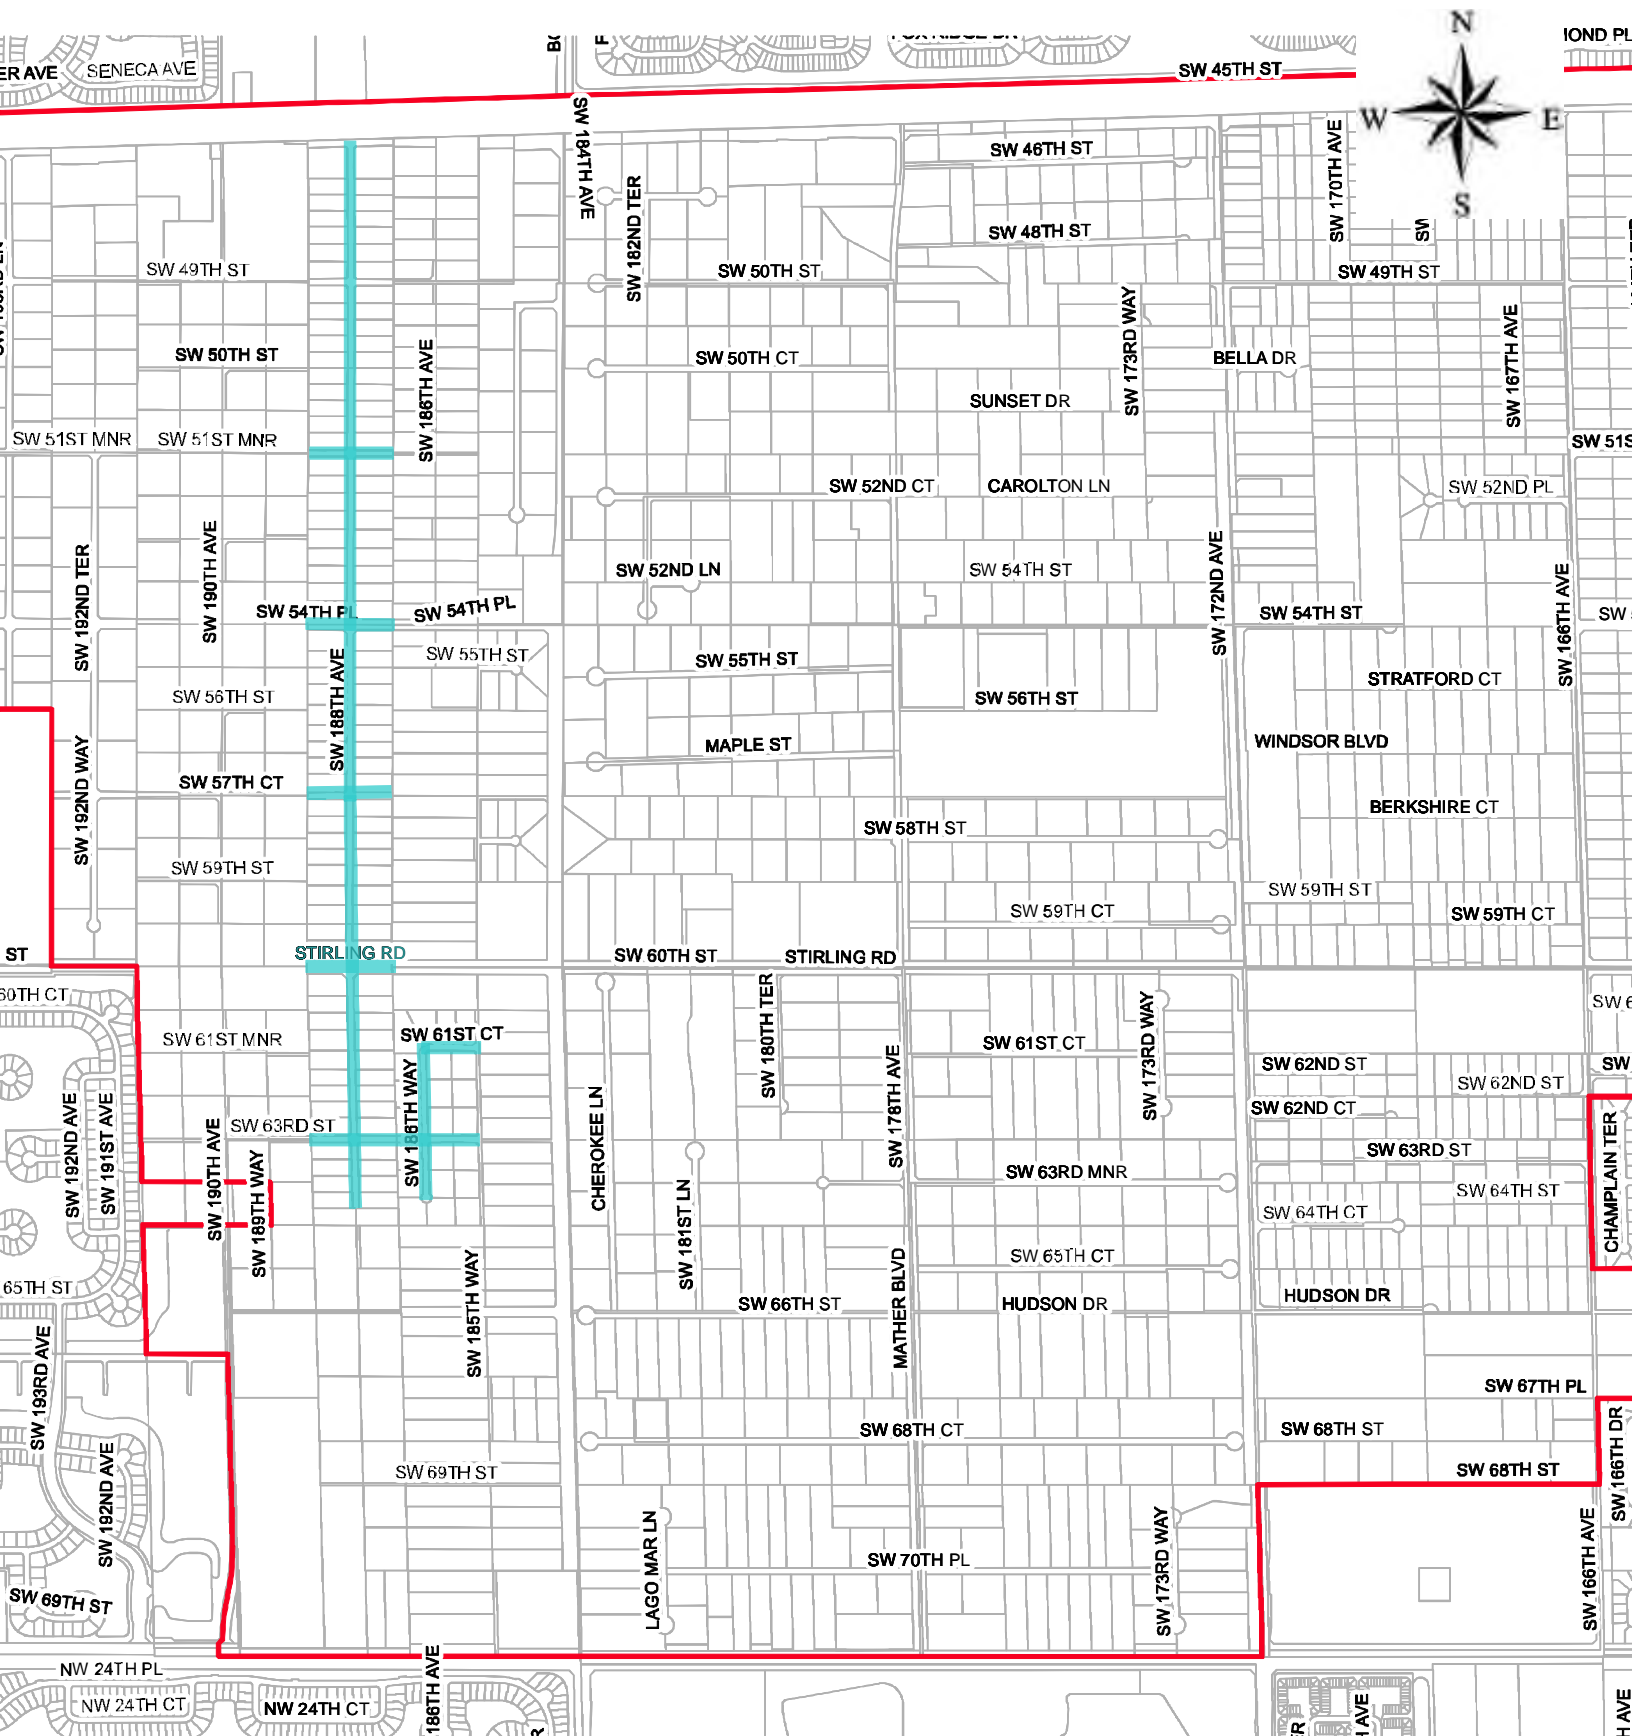 N
W
E
S
SENECA AVE
SW 45TH ST
SW 184TH AVE
SW 182ND TER
SW 46TH ST
SW 170TH AVE
SW 48TH ST
SW
SW 49TH ST
SW 50TH ST
SW 49TH ST
SW 50TH ST
SW 186TH AVE
SW 50TH CT
SW 173RD WAY
BELLA DR
SW 167TH AVE
SUNSET DR
SW 51ST MNR
SW 51ST MNR
SW 52ND CT
CAROLTON LN
SW 52ND PL
SW 192ND TER
SW 190TH AVE
SW 52ND LN
SW 54TH ST
SW 172ND AVE
SW 166TH AVE
SW 54TH PL
SW 54TH PL
SW 54TH ST
SW 55TH ST
SW 55TH ST
SW 188TH AVE
SW 56TH ST
SW 56TH ST
STRATFORD CT
SW 192ND WAY
MAPLE ST
WINDSOR BLVD
SW 57TH CT
BERKSHIRE CT
SW 58TH ST
SW 59TH ST
SW 59TH ST
SW 59TH CT
SW 59TH CT
ST
STIRLING RD
SW 60TH ST
STIRLING RD
60TH CT
SW 180TH TER
SW 173RD WAY
SW 61ST MNR
SW 61ST CT
SW 61ST CT
SW 178TH AVE
SW 62ND ST
SW
SW 62ND ST
SW 186TH WAY
CHEROKEE LN
SW 62ND CT
SW 192ND AVE
SW 191ST AVE
SW 190TH AVE
SW 63RD ST
SW 63RD ST
CHAMPLAIN TER
SW 189TH WAY
SW 63RD MNR
SW 64TH ST
SW 181ST LN
SW 64TH CT
SW 65TH CT
65TH ST
SW 185TH WAY
MATHER BLVD
HUDSON DR
SW 66TH ST
HUDSON DR
SW 193RD AVE
SW 67TH PL
SW 68TH CT
SW 68TH ST
SW 166TH DR
SW 192ND AVE
SW 69TH ST
SW 68TH ST
LAGO MAR LN
SW 173RD WAY
SW 166TH AVE
SW 70TH PL
SW 69TH ST
NW 24TH PL
186TH AVE
NW 24TH CT
NW 24TH CT